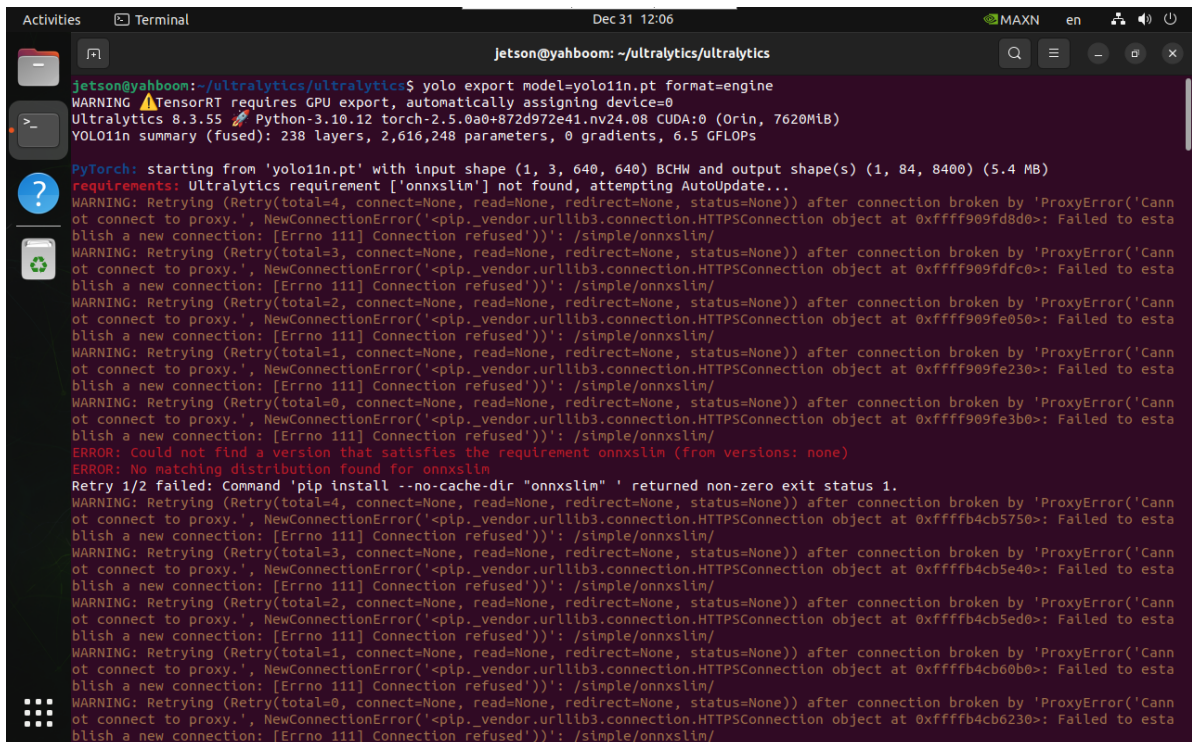 Activities Terminal Dec 31 12:06 MAXN en
jetson@yahboom: ~/ultralytics/ultralytics
jetson@yahboom:~/ultralytics/ultralytics$ yolo export model=yolo11n.pt format=engine
WARNING ⚠️TensorRT requires GPU export, automatically assigning device=0
Ultralytics 8.3.55 🚀 Python-3.10.12 torch-2.5.0a0+872d972e41.nv24.08 CUDA:0 (Orin, 7620MiB)
YOLO11n summary (fused): 238 layers, 2,616,248 parameters, 0 gradients, 6.5 GFLOPs
PyTorch: starting from 'yolo11n.pt' with input shape (1, 3, 640, 640) BCHW and output shape(s) (1, 84, 8400) (5.4 MB)
requirements: Ultralytics requirement ['onnxslim'] not found, attempting AutoUpdate...
WARNING: Retrying (Retry(total=4, connect=None, read=None, redirect=None, status=None)) after connection broken by 'ProxyError('Cann
ot connect to proxy.', NewConnectionError('<pip._vendor.urllib3.connection.HTTPSConnection object at 0xffff909fd8d0>: Failed to esta
blish a new connection: [Errno 111] Connection refused'))': /simple/onnxslim/
WARNING: Retrying (Retry(total=3, connect=None, read=None, redirect=None, status=None)) after connection broken by 'ProxyError('Cann
ot connect to proxy.', NewConnectionError('<pip._vendor.urllib3.connection.HTTPSConnection object at 0xffff909fdfc0>: Failed to esta
blish a new connection: [Errno 111] Connection refused'))': /simple/onnxslim/
WARNING: Retrying (Retry(total=2, connect=None, read=None, redirect=None, status=None)) after connection broken by 'ProxyError('Cann
ot connect to proxy.', NewConnectionError('<pip._vendor.urllib3.connection.HTTPSConnection object at 0xffff909fe050>: Failed to esta
blish a new connection: [Errno 111] Connection refused'))': /simple/onnxslim/
WARNING: Retrying (Retry(total=1, connect=None, read=None, redirect=None, status=None)) after connection broken by 'ProxyError('Cann
ot connect to proxy.', NewConnectionError('<pip._vendor.urllib3.connection.HTTPSConnection object at 0xffff909fe230>: Failed to esta
blish a new connection: [Errno 111] Connection refused'))': /simple/onnxslim/
WARNING: Retrying (Retry(total=0, connect=None, read=None, redirect=None, status=None)) after connection broken by 'ProxyError('Cann
ot connect to proxy.', NewConnectionError('<pip._vendor.urllib3.connection.HTTPSConnection object at 0xffff909fe3b0>: Failed to esta
blish a new connection: [Errno 111] Connection refused'))': /simple/onnxslim/
ERROR: Could not find a version that satisfies the requirement onnxslim (from versions: none)
ERROR: No matching distribution found for onnxslim
Retry 1/2 failed: Command 'pip install --no-cache-dir "onnxslim" ' returned non-zero exit status 1.
WARNING: Retrying (Retry(total=4, connect=None, read=None, redirect=None, status=None)) after connection broken by 'ProxyError('Cann
ot connect to proxy.', NewConnectionError('<pip._vendor.urllib3.connection.HTTPSConnection object at 0xffffb4cb5750>: Failed to esta
blish a new connection: [Errno 111] Connection refused'))': /simple/onnxslim/
WARNING: Retrying (Retry(total=3, connect=None, read=None, redirect=None, status=None)) after connection broken by 'ProxyError('Cann
ot connect to proxy.', NewConnectionError('<pip._vendor.urllib3.connection.HTTPSConnection object at 0xffffb4cb5e40>: Failed to esta
blish a new connection: [Errno 111] Connection refused'))': /simple/onnxslim/
WARNING: Retrying (Retry(total=2, connect=None, read=None, redirect=None, status=None)) after connection broken by 'ProxyError('Cann
ot connect to proxy.', NewConnectionError('<pip._vendor.urllib3.connection.HTTPSConnection object at 0xffffb4cb5ed0>: Failed to esta
blish a new connection: [Errno 111] Connection refused'))': /simple/onnxslim/
WARNING: Retrying (Retry(total=1, connect=None, read=None, redirect=None, status=None)) after connection broken by 'ProxyError('Cann
ot connect to proxy.', NewConnectionError('<pip._vendor.urllib3.connection.HTTPSConnection object at 0xffffb4cb60b0>: Failed to esta
blish a new connection: [Errno 111] Connection refused'))': /simple/onnxslim/
WARNING: Retrying (Retry(total=0, connect=None, read=None, redirect=None, status=None)) after connection broken by 'ProxyError('Cann
ot connect to proxy.', NewConnectionError('<pip._vendor.urllib3.connection.HTTPSConnection object at 0xffffb4cb6230>: Failed to esta
blish a new connection: [Errno 111] Connection refused'))': /simple/onnxslim/